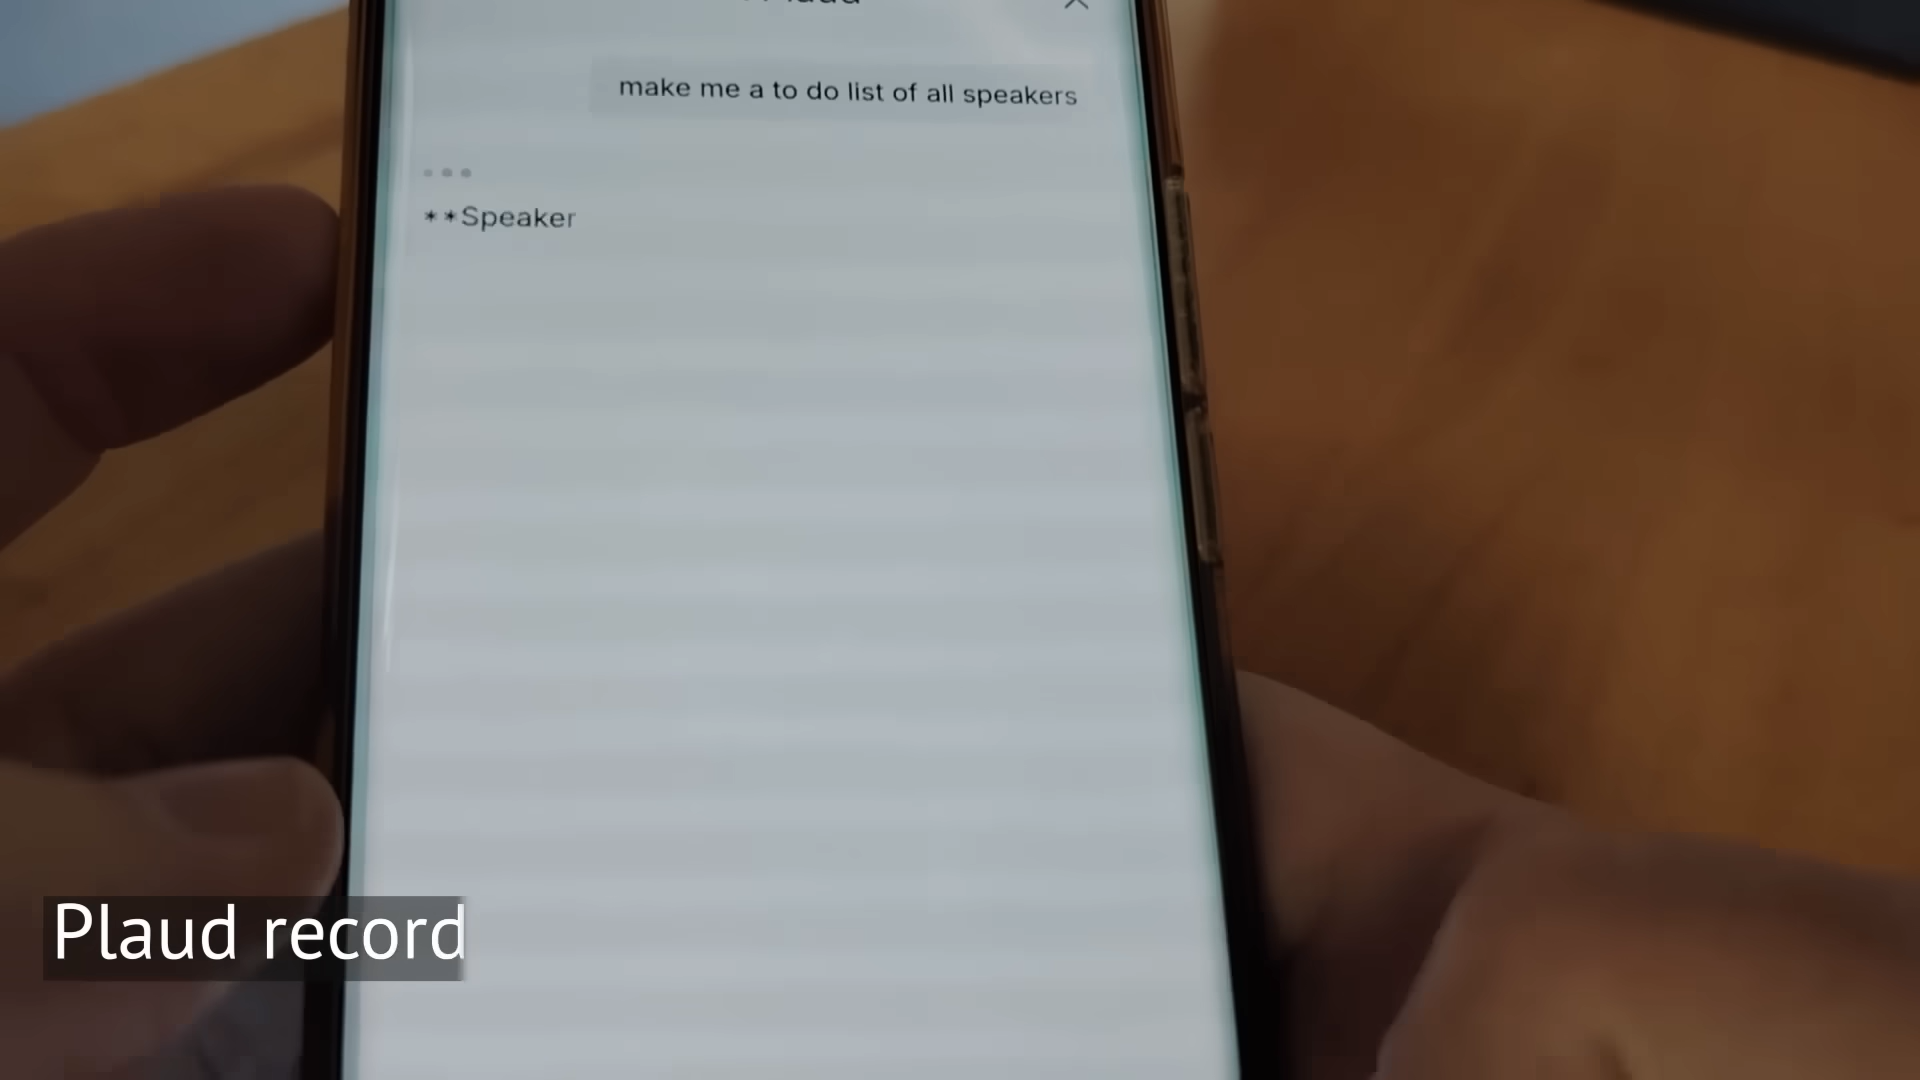 make me a to do list of all speakers
**Speaker
Plaud record